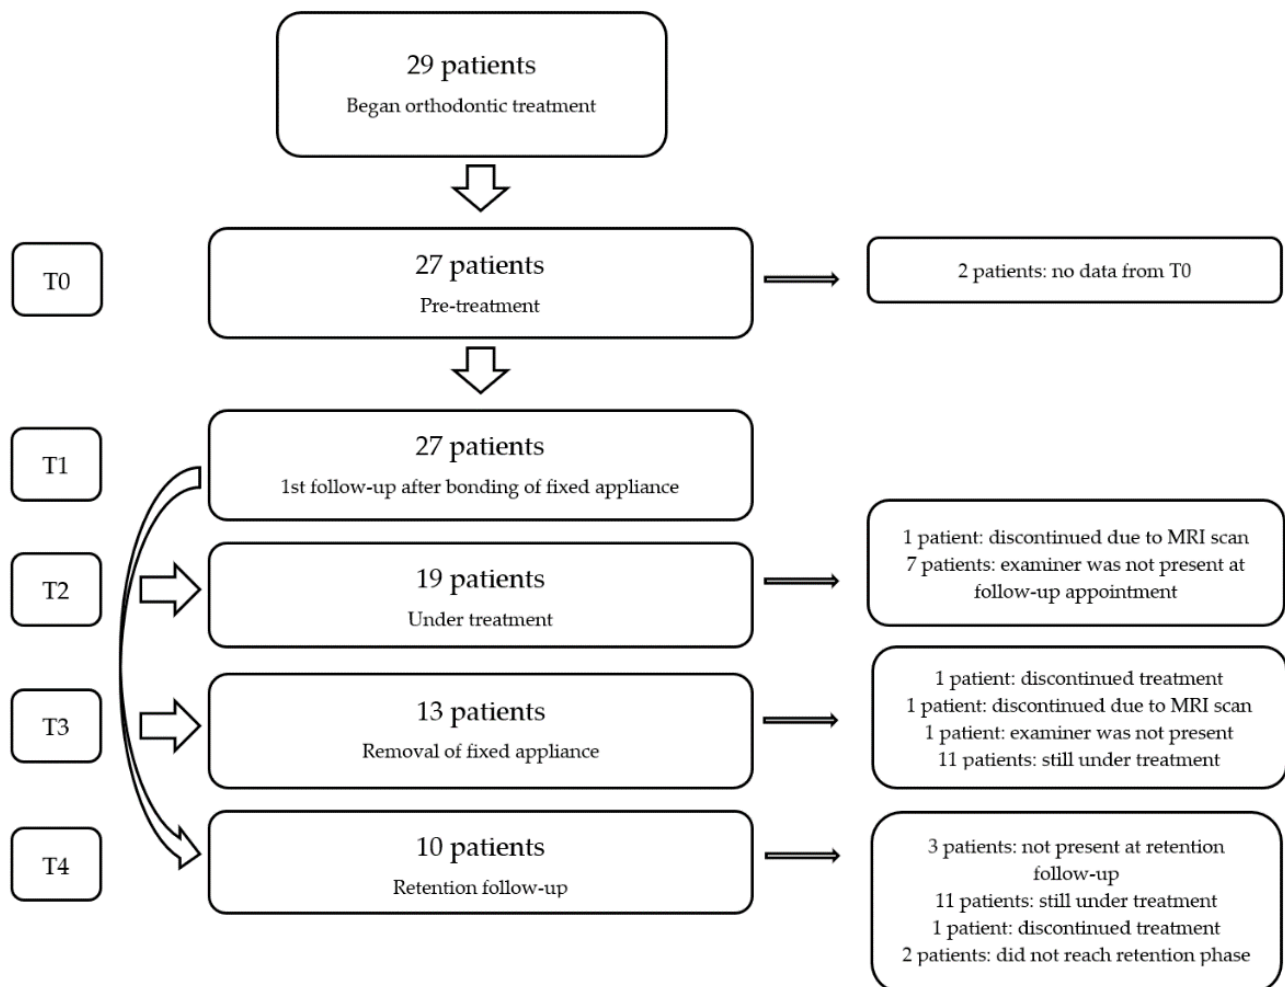 29 patients
Began orthodontic treatment
T0
27 patients
Pre-treatment
2 patients: no data from T0
T1
27 patients
1st follow-up after bonding of fixed appliance
T2
19 patients
Under treatment
1 patient: discontinued due to MRI scan
7 patients: examiner was not present at
follow-up appointment
T3
13 patients
Removal of fixed appliance
1 patient: discontinued treatment
1 patient: discontinued due to MRI scan
1 patient: examiner was not present
11 patients: still under treatment
T4
10 patients
Retention follow-up
3 patients: not present at retention
follow-up
11 patients: still under treatment
1 patient: discontinued treatment
2 patients: did not reach retention phase